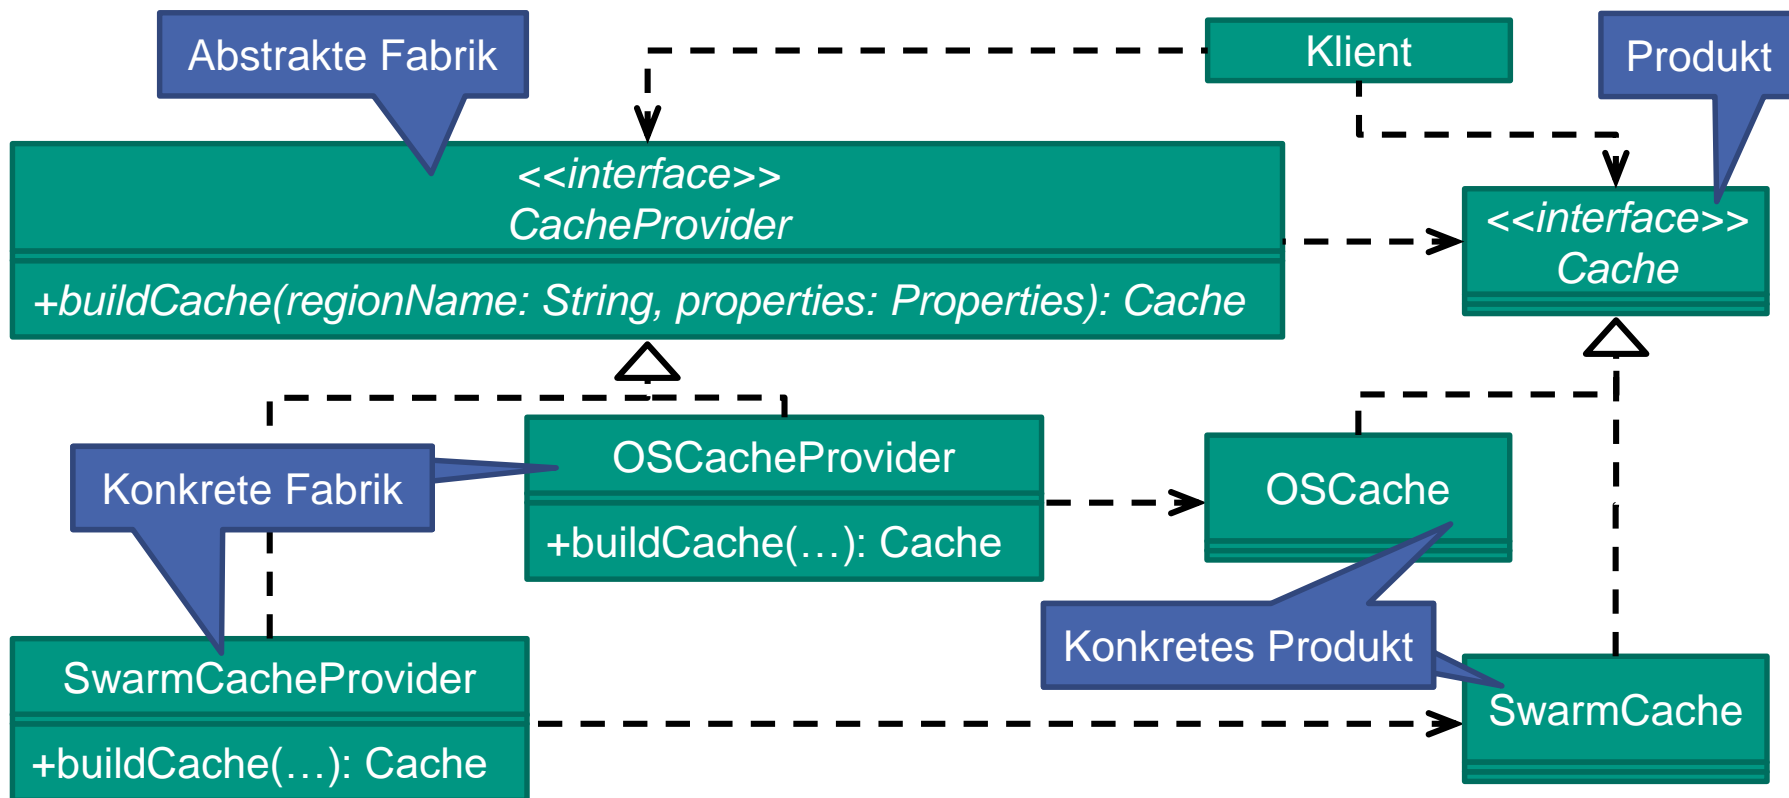 Abstrakte Fabrik
Klient
Produkt
<<interface>>
CacheProvider
+buildCache(regionName: String, properties: Properties): Cache
<<interface>>
Cache
Konkrete Fabrik
OSCacheProvider
+buildCache(…): Cache
OSCache
Konkretes Produkt
SwarmCacheProvider
+buildCache(…): Cache
SwarmCache